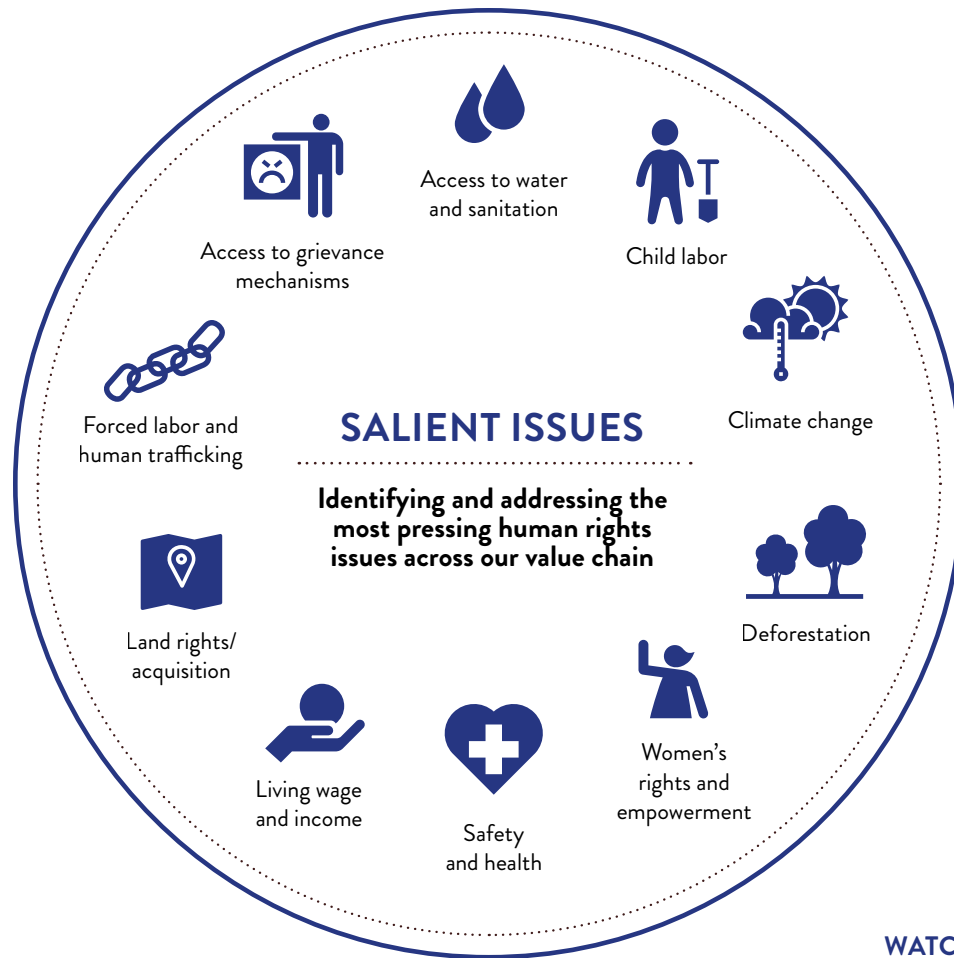 Access to water
and sanitation
Child labor
Climate change
Deforestation
Women's
rights and
empowerment
Safety
and health
Living wage
and income
Land rights/
acquisition
Forced labor and
human trafficking
Access to grievance
mechanisms
SALIENT ISSUES
Identifying and addressing the
most pressing human rights
issues across our value chain
WATC